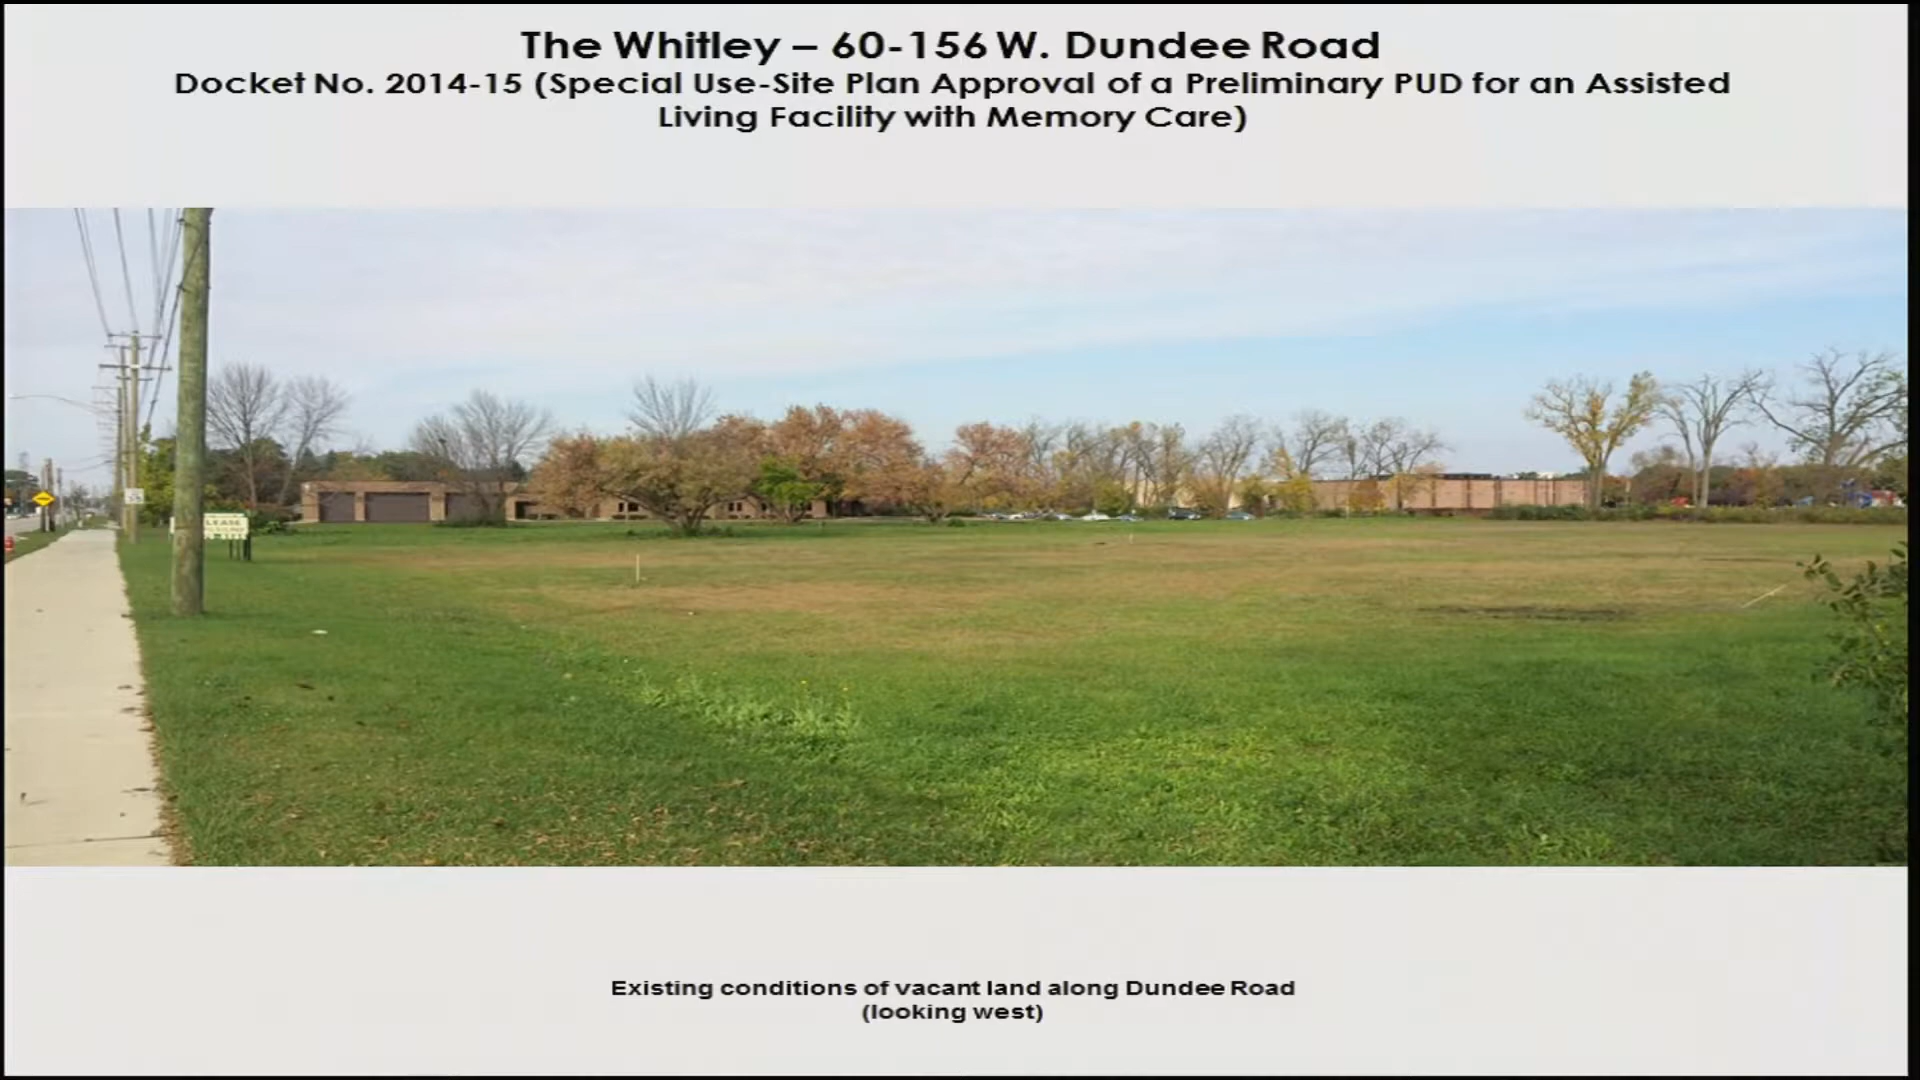 The Whitley – 60-156 W. Dundee Road
Docket No. 2014-15 (Special Use-Site Plan Approval of a Preliminary PUD for an Assisted
Living Facility with Memory Care)
LEASE
Existing conditions of vacant land along Dundee Road
(looking west)